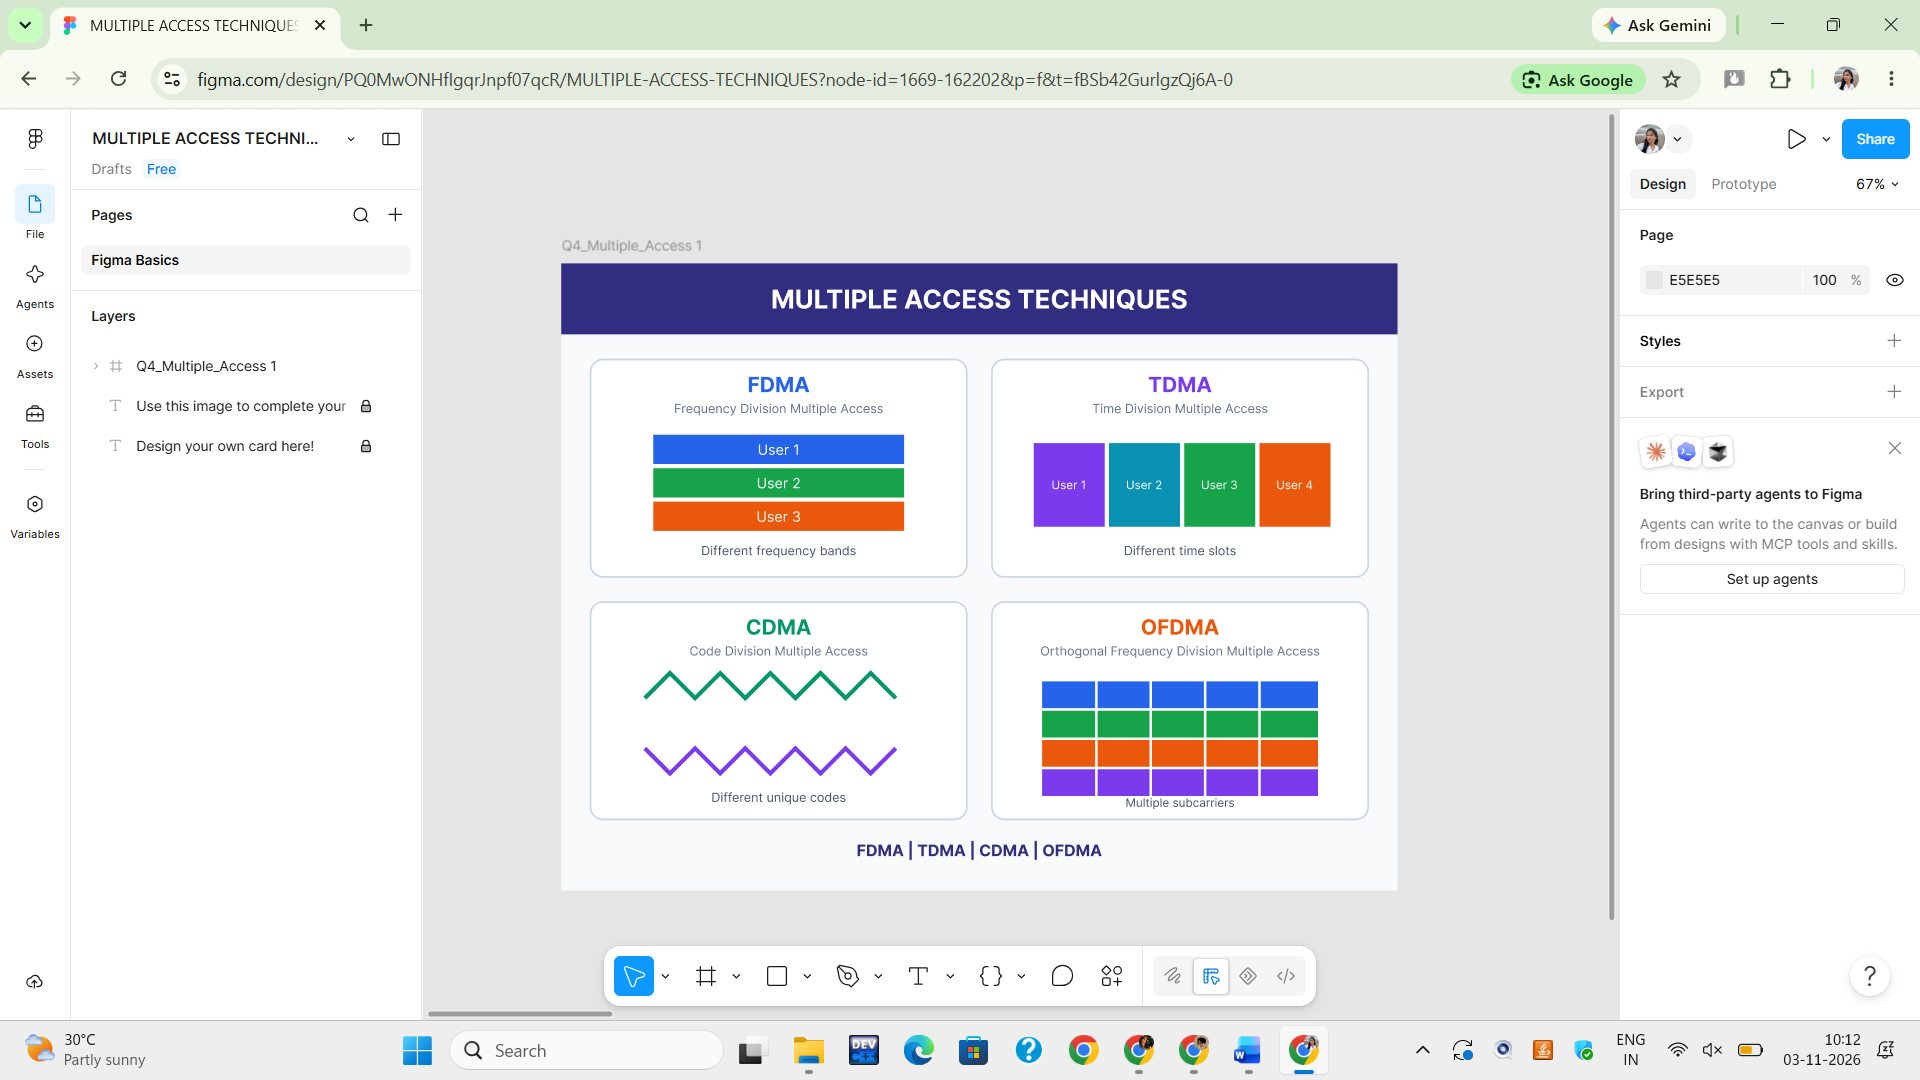 MULTIPLE ACCESS TECHNIQUES
Ask Gemini
figma.com/design/PQ0MwONHfIgqrJnpf07qcR/MULTIPLE-ACCESS-TECHNIQUES?node-id=1669-162202&p=f&t=fBSb42GurlgzQj6A-0
Ask Google
MULTIPLE ACCESS TECHNI...
Drafts Free
Pages
Figma Basics
Layers
Q4_Multiple_Access 1
Use this image to complete your
Design your own card here!
File
Agents
Assets
Tools
Variables
Q4_Multiple_Access 1
MULTIPLE ACCESS TECHNIQUES
FDMA
Frequency Division Multiple Access
User 1
User 2
User 3
Different frequency bands
TDMA
Time Division Multiple Access
User 1 User 2 User 3 User 4
Different time slots
CDMA
Code Division Multiple Access
Different unique codes
OFDMA
Orthogonal Frequency Division Multiple Access
Multiple subcarriers
FDMA | TDMA | CDMA | OFDMA
Share
Design Prototype 67%
Page
E5E5E5 100 %
Styles
Export
Bring third-party agents to Figma
Agents can write to the canvas or build
from designs with MCP tools and skills.
Set up agents
?
30°C
Partly sunny
Search
DEV
C++
W
ENG
IN
10:12
03-11-2026